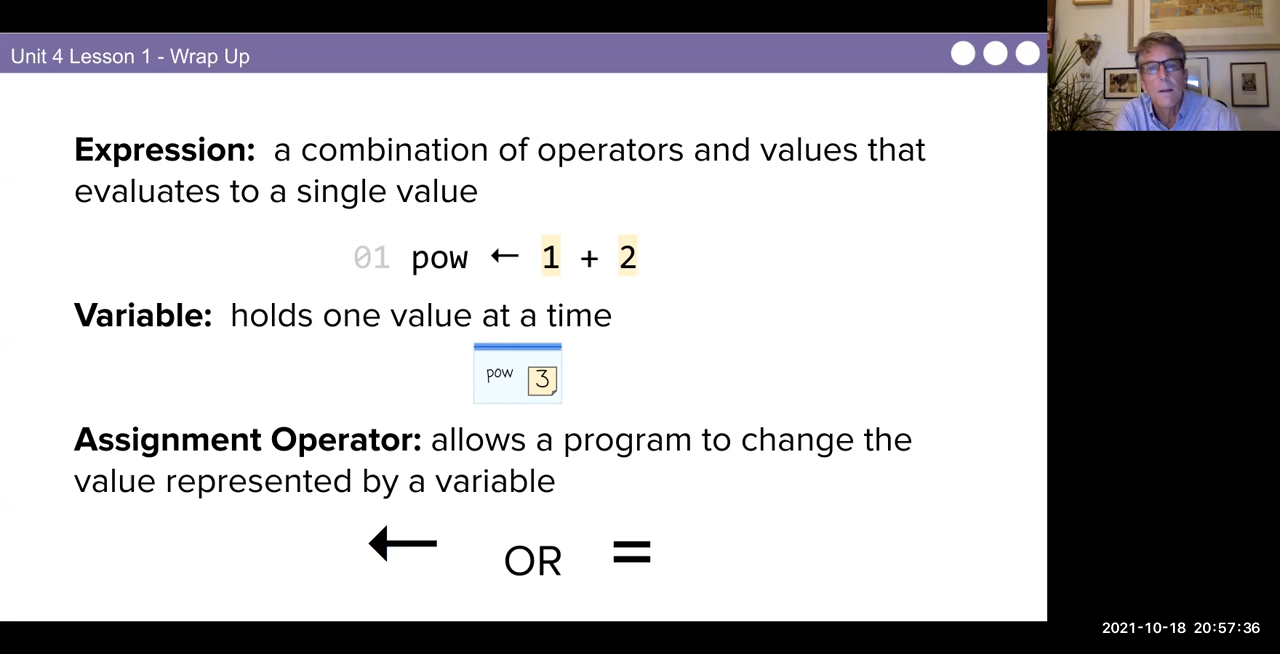 Unit 4 Lesson 1 - Wrap Up
Expression: a combination of operators and values that
evaluates to a single value
01 pow ← 1 + 2
Variable: holds one value at a time
pow 3
Assignment Operator: allows a program to change the
value represented by a variable
← OR =
2021-10-18 20:57:36